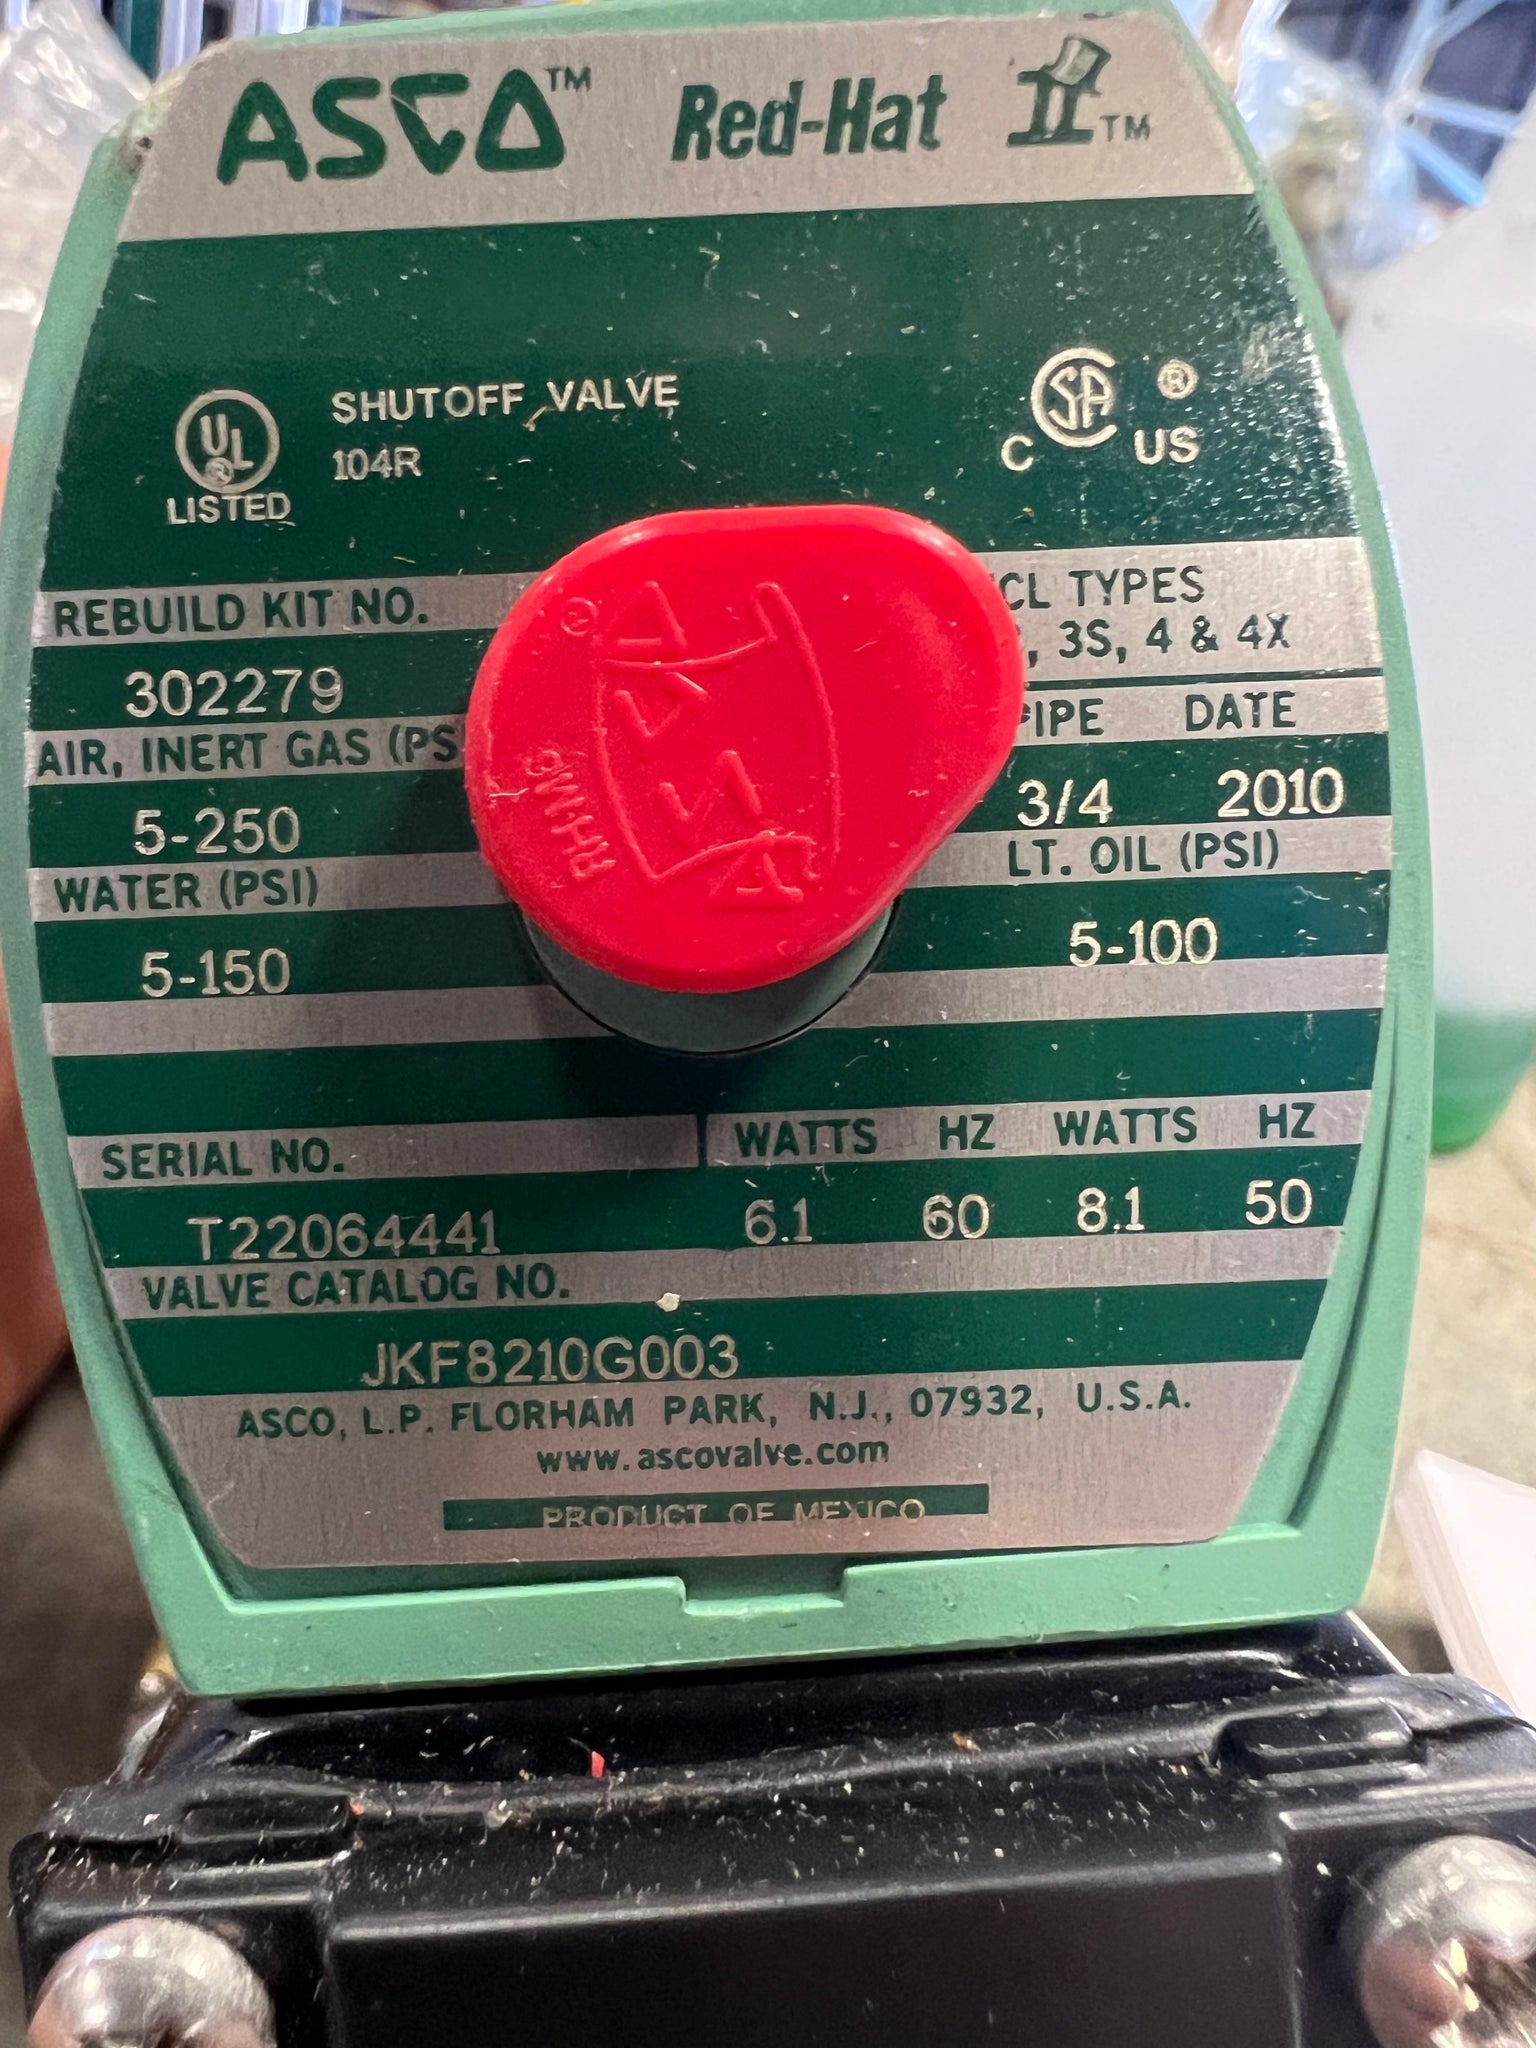 ASCO™ Red-Hat II™
UL® LISTED
SHUTOFF VALVE
104R
CSA® C US
REBUILD KIT NO.
302279
CL TYPES
, 3S, 4 & 4X
AIR, INERT GAS (PS
5-250
IPE DATE
3/4 2010
WATER (PSI)
5-150
LT. OIL (PSI)
5-100
SERIAL NO. WATTS HZ WATTS HZ
T22064441 6.1 60 8.1 50
VALVE CATALOG NO.
JKF8210G003
ASCO, L.P. FLORHAM PARK, N.J., 07932, U.S.A.
www.ascovalve.com
PRODUCT OF MEXICO